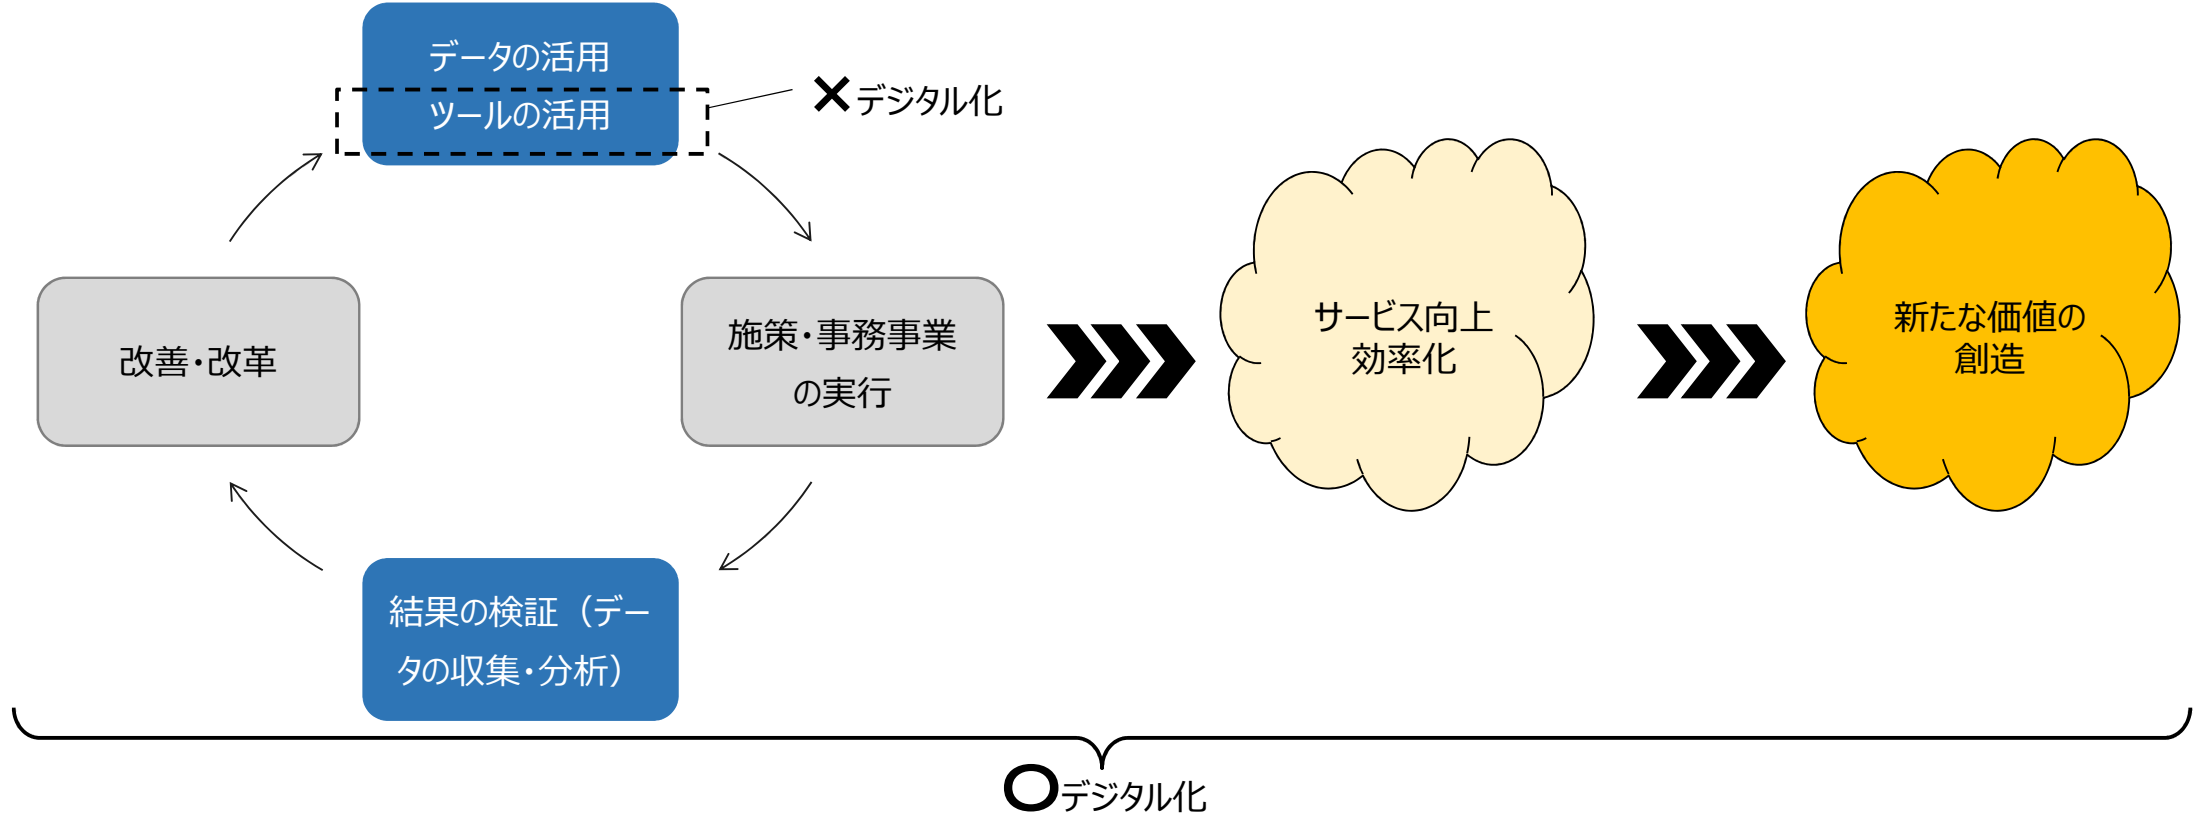 データの活用
ツールの活用
×デジタル化
改善・改革
施策・事務事業
の実行
サービス向上
効率化
新たな価値の
創造
結果の検証（デー
タの収集・分析）
〇デジタル化